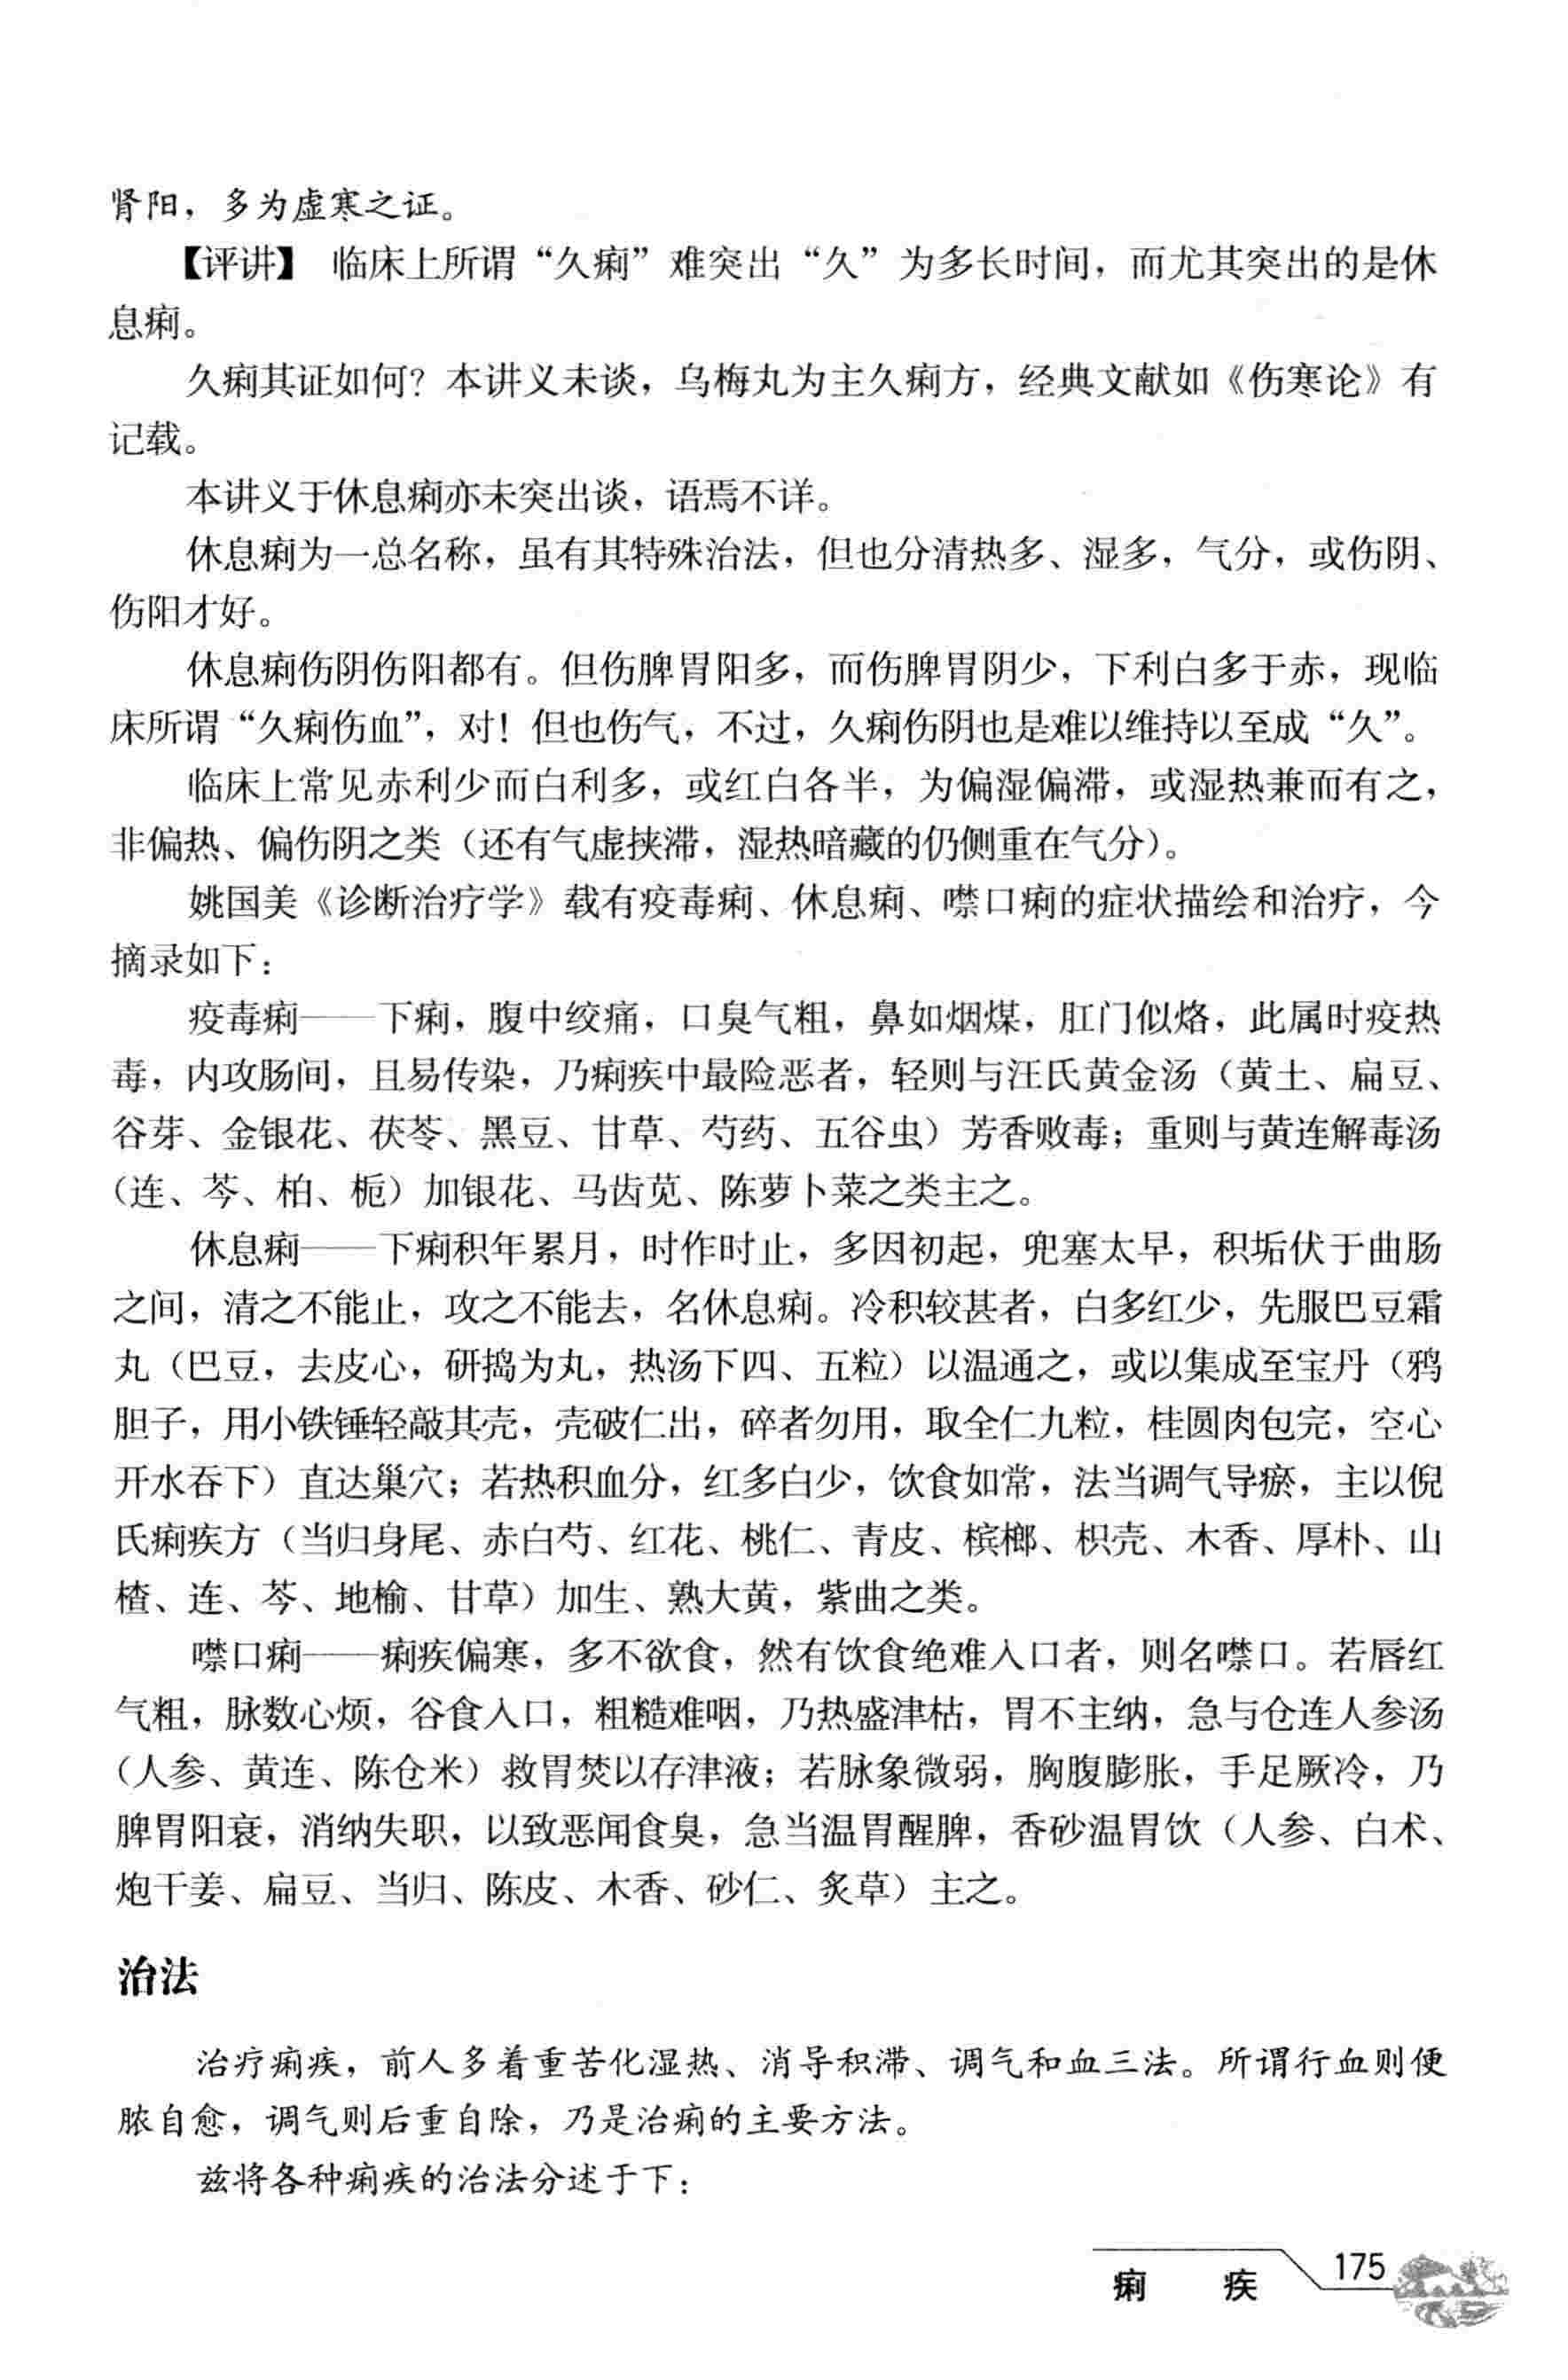 肾阳，多为虚寒之证。
【评讲】 临床上所谓“久痢”难突出“久”为多长时间，而尤其突出的是休
息痢。
久痢其证如何？本讲义未谈，乌梅丸为主久痢方，经典文献如《伤寒论》有
记载。
本讲义于休息痢亦未突出谈，语焉不详。
休息痢为一总名称，虽有其特殊治法，但也分清热多、湿多，气分，或伤阴、
伤阳才好。
休息痢伤阴伤阳都有。但伤脾胃阳多，而伤脾胃阴少，下利白多于赤，现临
床所谓“久痢伤血”，对！但也伤气，不过，久痢伤阴也是难以维持以至成“久”。
临床上常见赤利少而白利多，或红白各半，为偏湿偏滞，或湿热兼而有之，
非偏热、偏伤阴之类（还有气虚挟滞，湿热暗藏的仍侧重在气分）。
姚国美《诊断治疗学》载有疫毒痢、休息痢、噤口痢的症状描绘和治疗，今
摘录如下：
疫毒痢——下痢，腹中绞痛，口臭气粗，鼻如烟煤，肛门似烙，此属时疫热
毒，内攻肠间，且易传染，乃痢疾中最险恶者，轻则与汪氏黄金汤（黄土、扁豆、
谷芽、金银花、茯苓、黑豆、甘草、芍药、五谷虫）芳香败毒；重则与黄连解毒汤
（连、芩、柏、栀）加银花、马齿苋、陈萝卜菜之类主之。
休息痢——下痢积年累月，时作时止，多因初起，兜塞太早，积垢伏于曲肠
之间，清之不能止，攻之不能去，名休息痢。冷积较甚者，白多红少，先服巴豆霜
丸（巴豆，去皮心，研捣为丸，热汤下四、五粒）以温通之，或以集成至宝丹（鸦
胆子，用小铁锤轻敲其壳，壳破仁出，碎者勿用，取全仁九粒，桂圆肉包完，空心
开水吞下）直达巢穴；若热积血分，红多白少，饮食如常，法当调气导瘀，主以倪
氏痢疾方（当归身尾、赤白芍、红花、桃仁、青皮、槟榔、枳壳、木香、厚朴、山
楂、连、芩、地榆、甘草）加生、熟大黄，紫曲之类。
噤口痢——痢疾偏寒，多不欲食，然有饮食绝难入口者，则名噤口。若唇红
气粗，脉数心烦，谷食入口，粗糙难咽，乃热盛津枯，胃不主纳，急与仓连人参汤
（人参、黄连、陈仓米）救胃焚以存津液；若脉象微弱，胸腹膨胀，手足厥冷，乃
脾胃阳衰，消纳失职，以致恶闻食臭，急当温胃醒脾，香砂温胃饮（人参、白术、
炮干姜、扁豆、当归、陈皮、木香、砂仁、炙草）主之。
治法
治疗痢疾，前人多着重苦化湿热、消导积滞、调气和血三法。所谓行血则便
脓自愈，调气则后重自除，乃是治痢的主要方法。
兹将各种痢疾的治法分述于下：
痢 疾 175